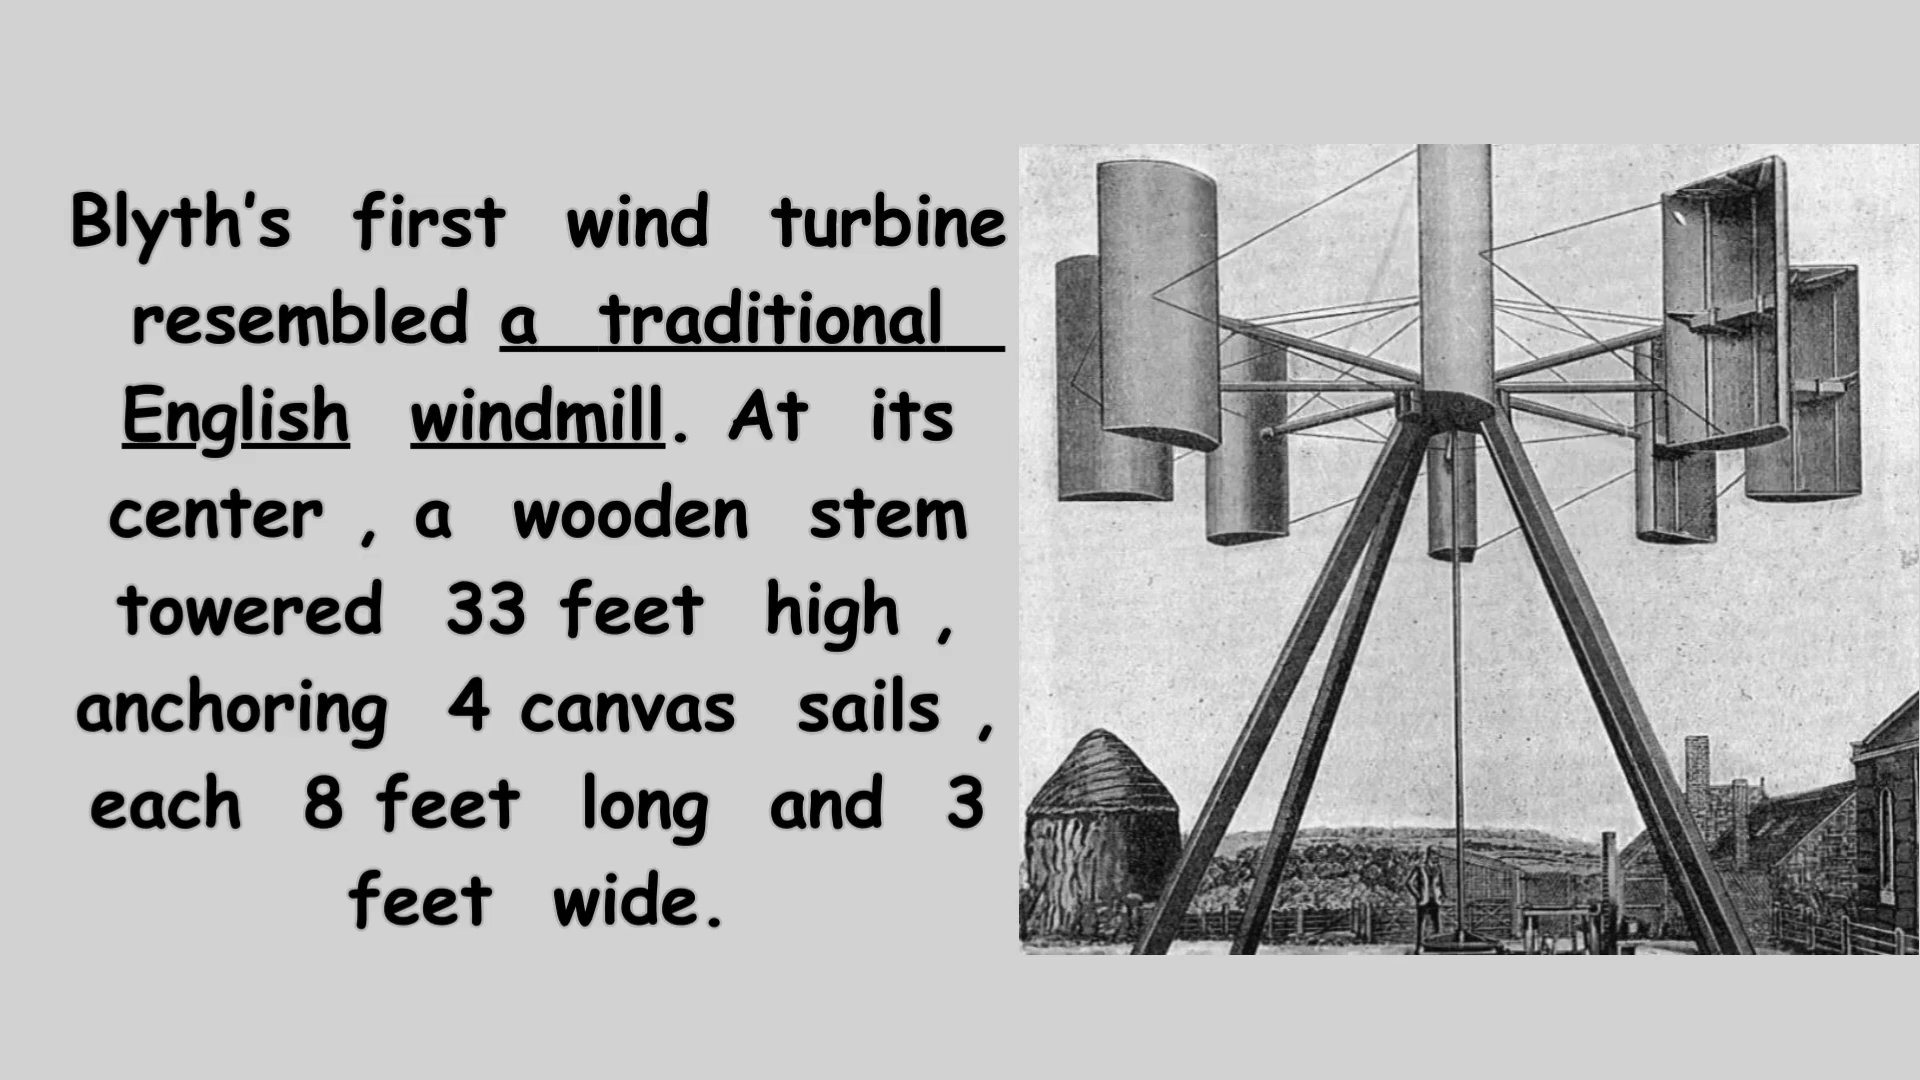 Blyth's first wind turbine
resembled a traditional
English windmill. At its
center , a wooden stem
towered 33 feet high ,
anchoring 4 canvas sails ,
each 8 feet long and 3
feet wide.